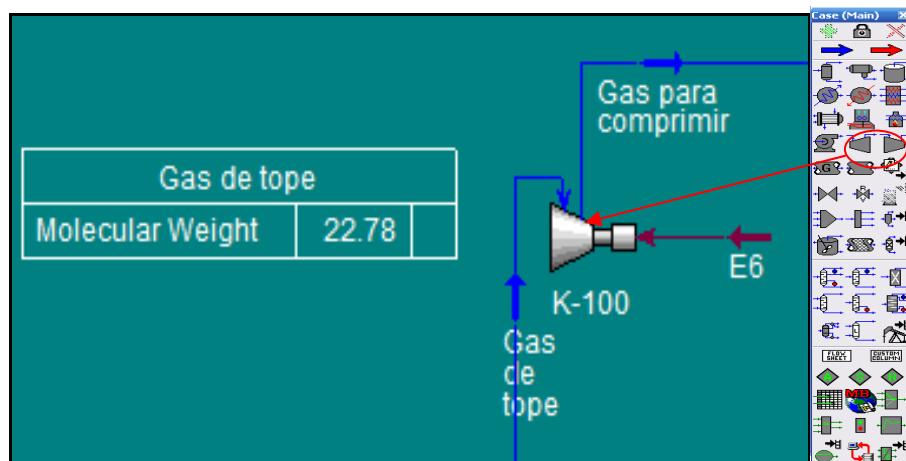 Case (Main)
Gas para
comprimir
Gas de tope
Molecular Weight 22.78
E6
K-100
Gas
de
tope
FLOW
SHEET
CUSTOM
COLUMN
MB